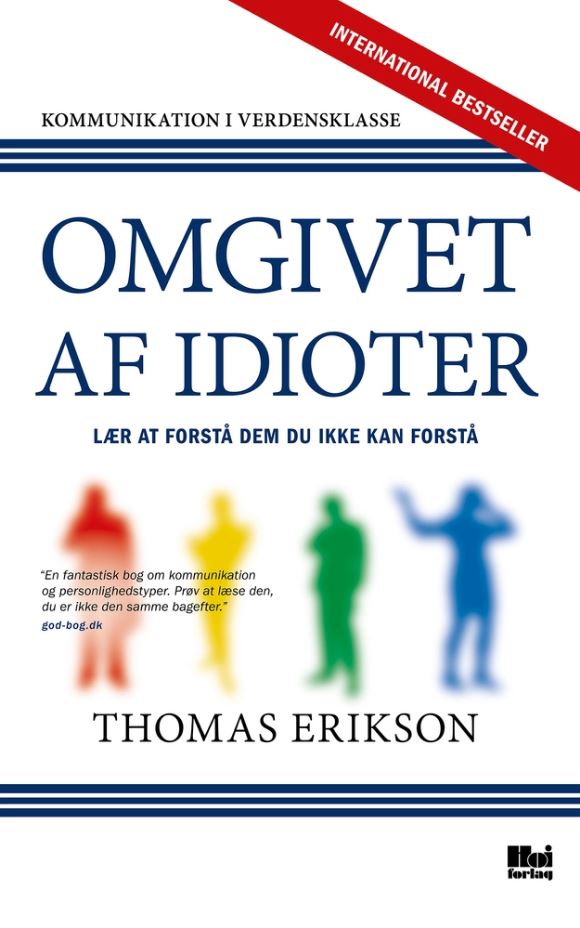 INTERNATIONAL BESTSELLER
KOMMUNIKATION I VERDENSKLASSE
OMGIVET
AF IDIOTER
LÆR AT FORSTÅ DEM DU IKKE KAN FORSTÅ
“En fantastisk bog om kommunikation
og personlighedstyper. Prøv at læse den,
du er ikke den samme bagefter.”
god-bog.dk
THOMAS ERIKSON
Hoi
forlag